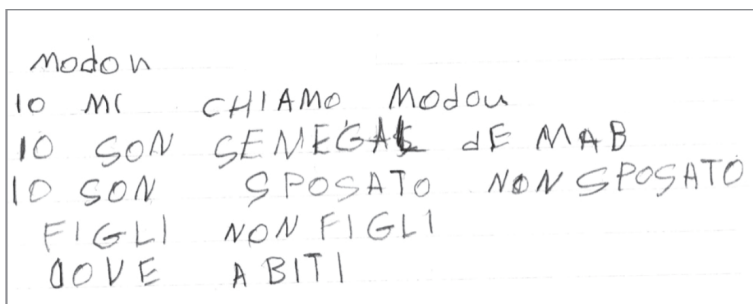 Modou
IO MI CHIAMO Modou
IO SON SENEGAL dE MAB
IO SON SPOSATO NON SPOSATO
FIGLI NON FIGLI
DOVE ABITI